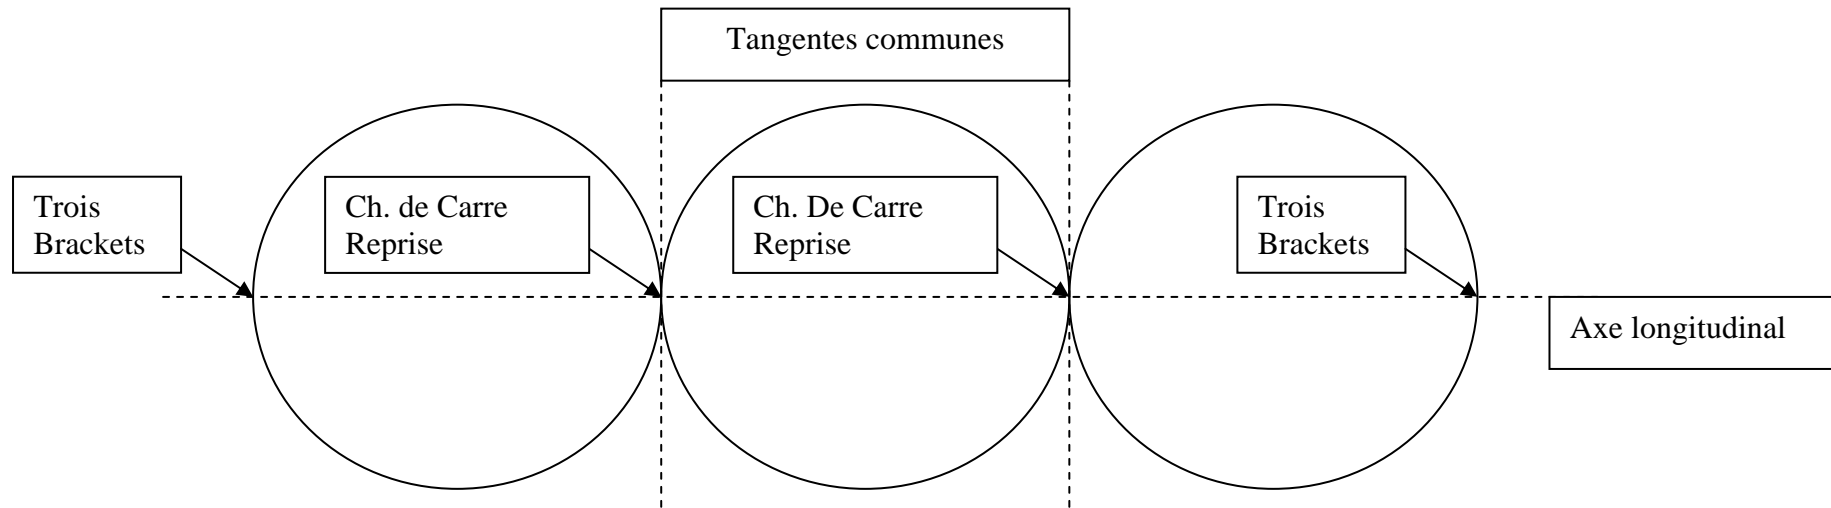 Tangentes communes
Trois
Brackets
Ch. de Carre
Reprise
Ch. De Carre
Reprise
Trois
Brackets
Axe longitudinal